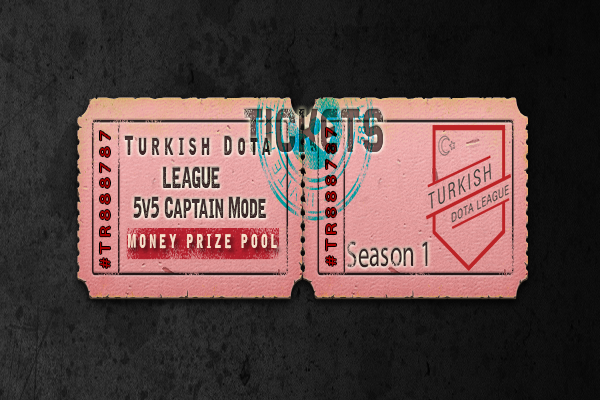 TICKETS
#TR888787
TURKISH DOTA
LEAGUE
5V5 CAPTAIN MODE
MONEY PRIZE POOL
#TR888787
Season 1
TURKISH
DOTA LEAGUE